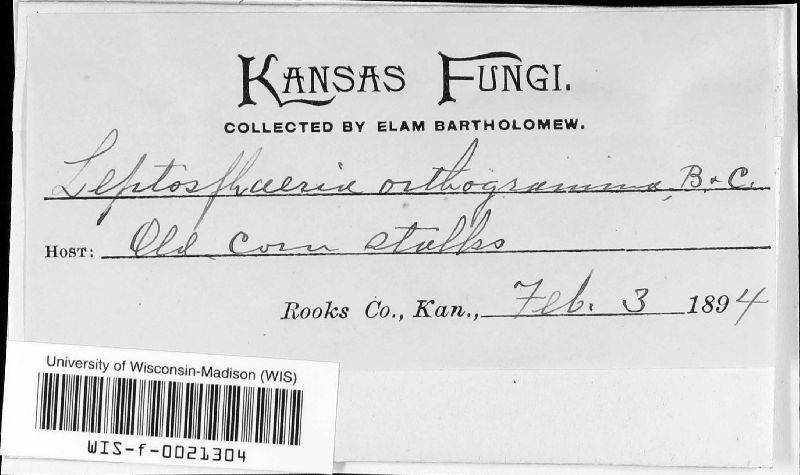 KANSAS FUNGI.
COLLECTED BY ELAM BARTHOLOMEW.
Leptosphaeria orthogramma, B. & C.
HOST: Old corn stalks
Rooks Co., Kan., Feb. 3 1894
University of Wisconsin-Madison (WIS)
WIS-f-0021304